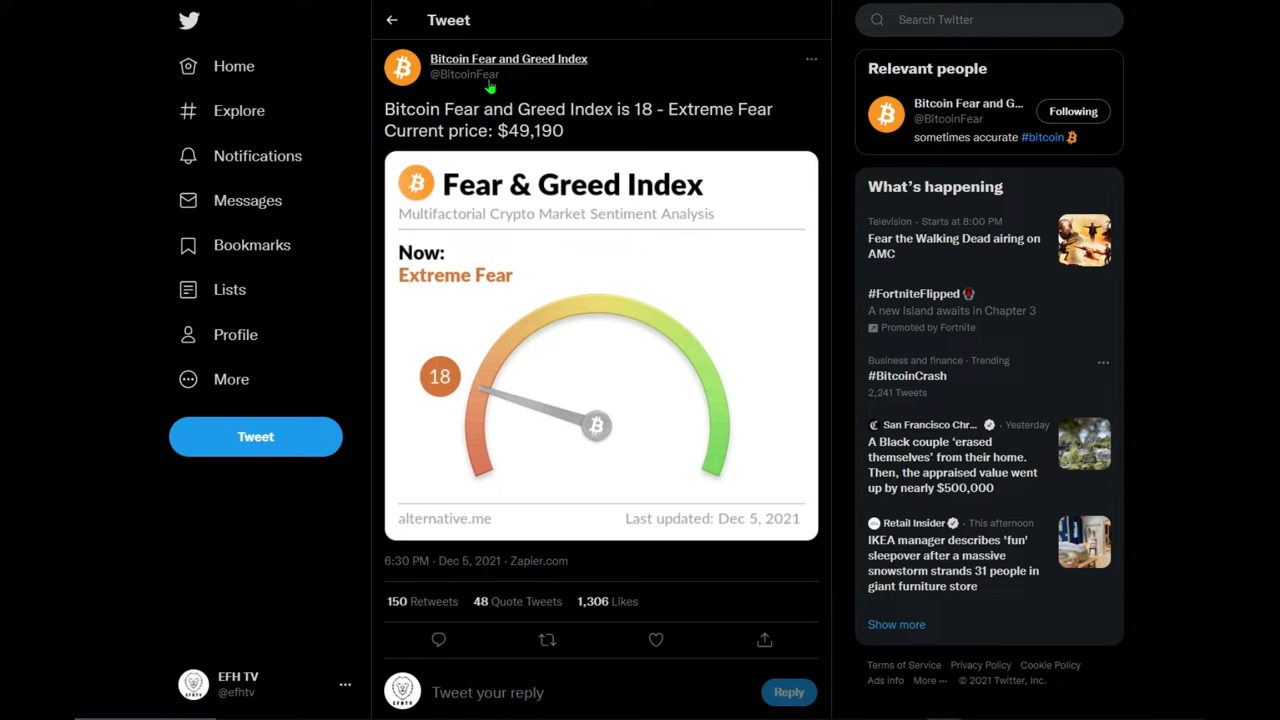 Home
Explore
Notifications
Messages
Bookmarks
Lists
Profile
More
Tweet
EFH TV
@efhtv
Tweet
Bitcoin Fear and Greed Index
@BitcoinFear
Bitcoin Fear and Greed Index is 18 - Extreme Fear
Current price: $49,190
Fear & Greed Index
Multifactorial Crypto Market Sentiment Analysis
Now:
Extreme Fear
18
alternative.me
Last updated: Dec 5, 2021
6:30 PM · Dec 5, 2021 · Zapier.com
150 Retweets 48 Quote Tweets 1,306 Likes
Tweet your reply
Reply
Search Twitter
Relevant people
Bitcoin Fear and G...
@BitcoinFear
Following
sometimes accurate #bitcoin
What's happening
Television · Starts at 8:00 PM
Fear the Walking Dead airing on
AMC
#FortniteFlipped
A new Island awaits in Chapter 3
Promoted by Fortnite
Business and finance · Trending
#BitcoinCrash
2,241 Tweets
San Francisco Chr... · Yesterday
A Black couple ‘erased
themselves’ from their home.
Then, the appraised value went
up by nearly $500,000
Retail Insider · This afternoon
IKEA manager describes 'fun'
sleepover after a massive
snowstorm strands 31 people in
giant furniture store
Show more
Terms of Service Privacy Policy Cookie Policy
Ads info More ··· © 2021 Twitter, Inc.